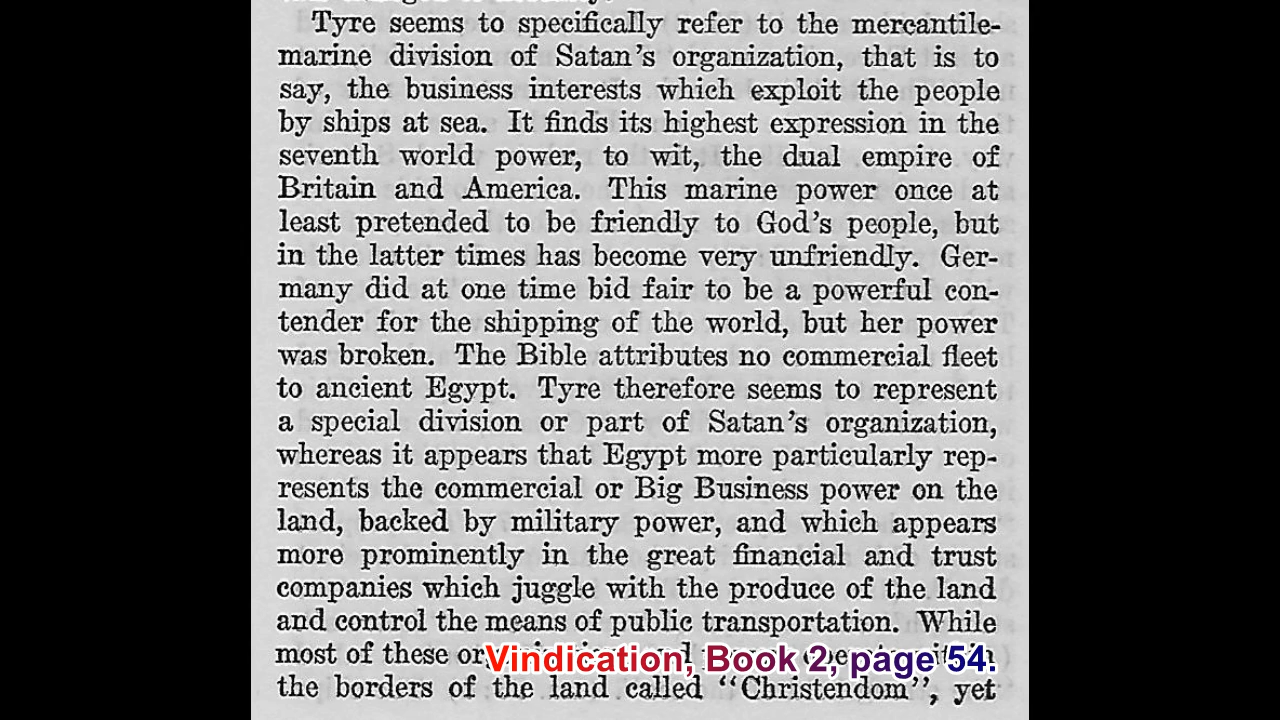 Tyre seems to specifically refer to the mercantile-
marine division of Satan's organization, that is to
say, the business interests which exploit the people
by ships at sea. It finds its highest expression in the
seventh world power, to wit, the dual empire of
Britain and America. This marine power once at
least pretended to be friendly to God's people, but
in the latter times has become very unfriendly. Ger-
many did at one time bid fair to be a powerful con-
tender for the shipping of the world, but her power
was broken. The Bible attributes no commercial fleet
to ancient Egypt. Tyre therefore seems to represent
a special division or part of Satan's organization,
whereas it appears that Egypt more particularly rep-
resents the commercial or Big Business power on the
land, backed by military power, and which appears
more prominently in the great financial and trust
companies which juggle with the produce of the land
and control the means of public transportation. While
most of these
Vindication, Book 2, page 54.
the borders of the land called "Christendom", yet